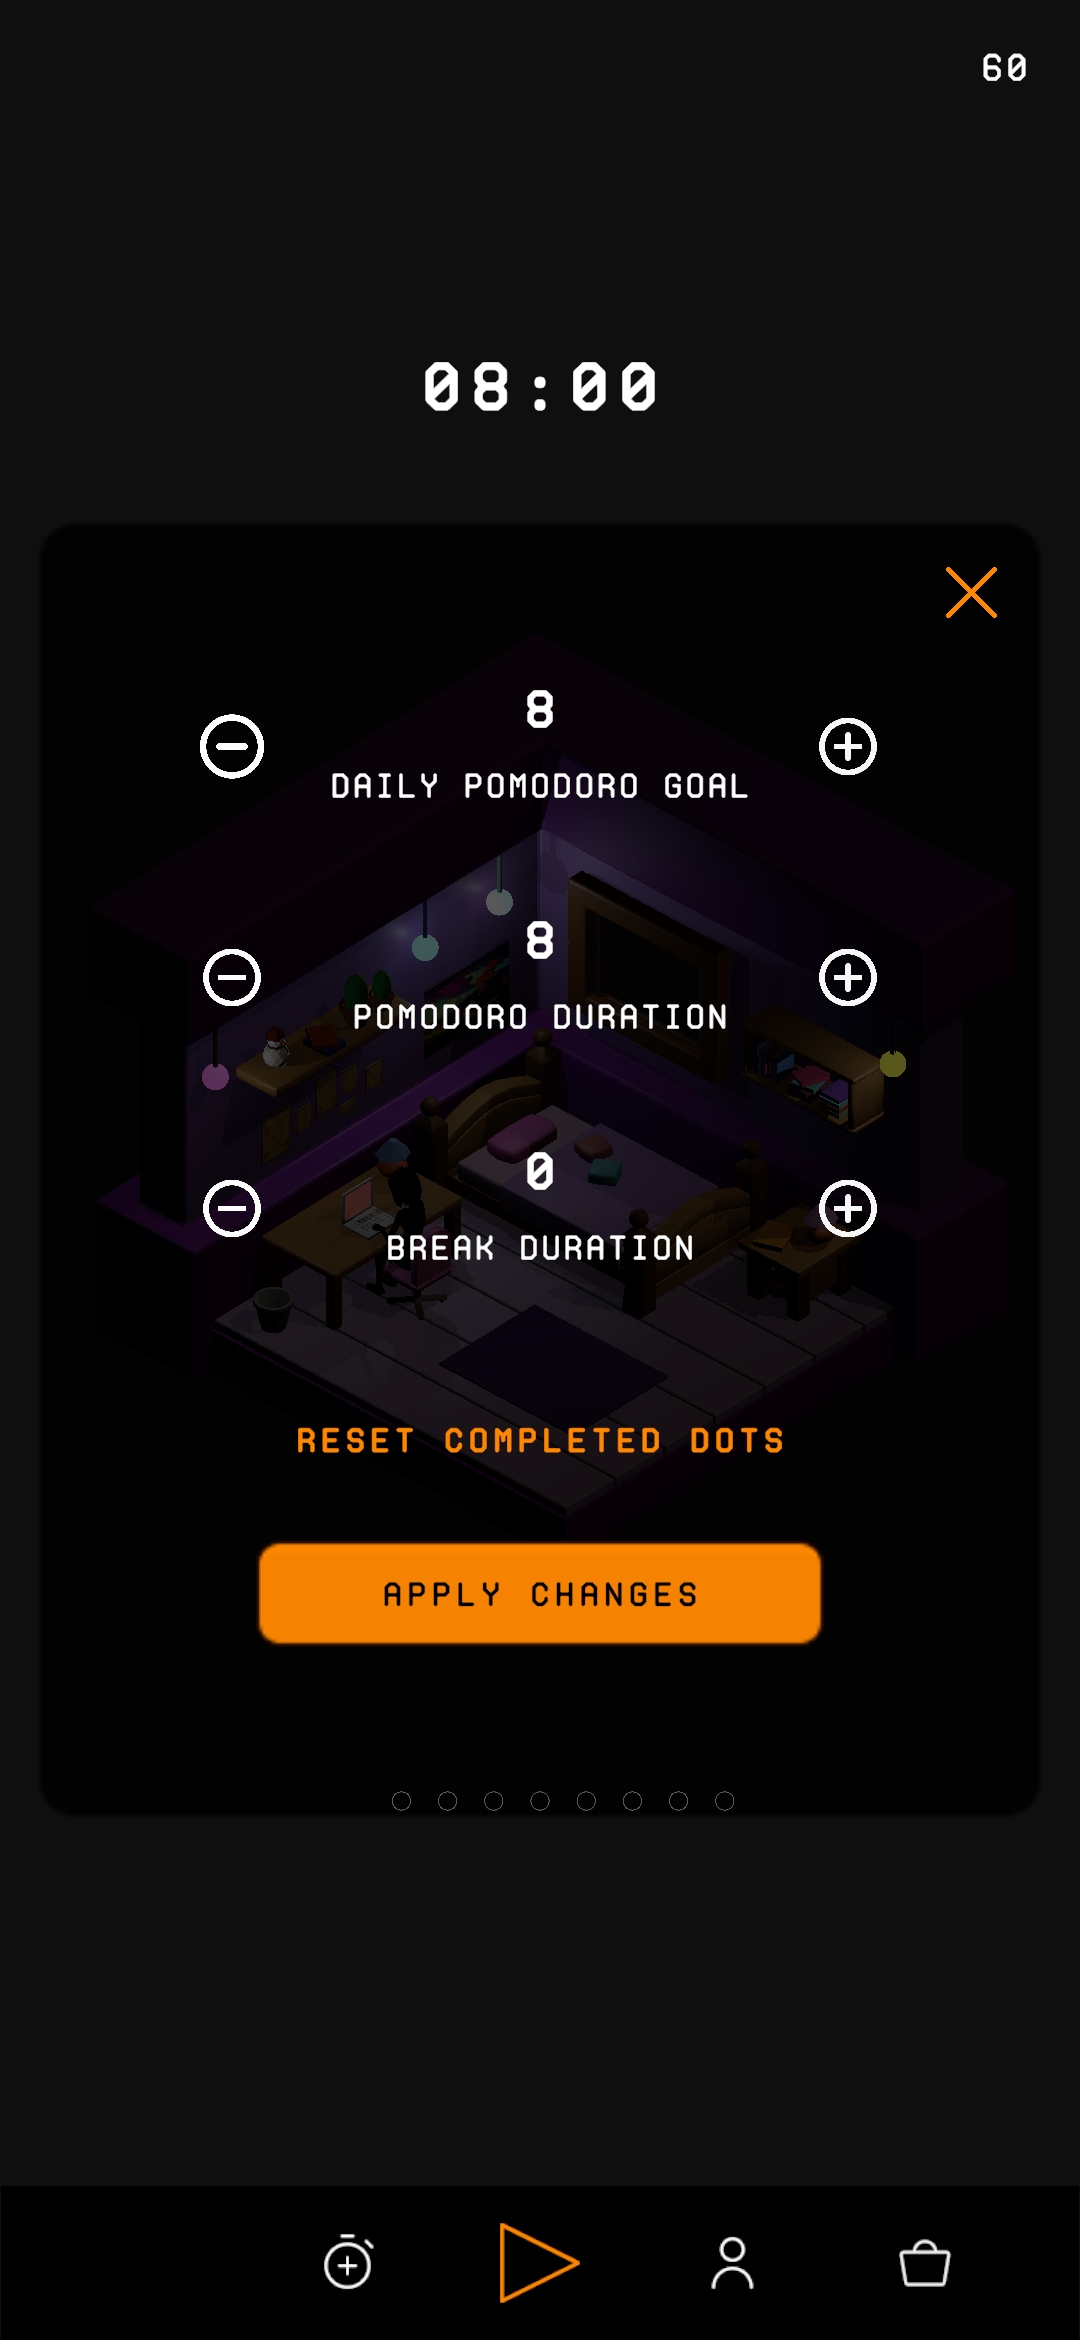 60
08:00
8
DAILY POMODORO GOAL
8
POMODORO DURATION
0
BREAK DURATION
RESET COMPLETED DOTS
APPLY CHANGES